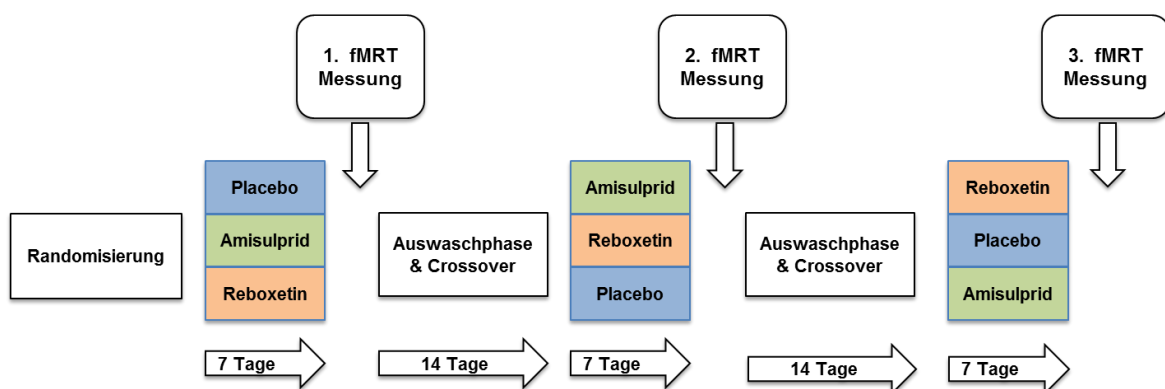 1. fMRT
Messung
2. fMRT
Messung
3. fMRT
Messung
Randomisierung
Placebo
Amisulprid
Reboxetin
Auswaschphase
& Crossover
Amisulprid
Reboxetin
Placebo
Auswaschphase
& Crossover
Reboxetin
Placebo
Amisulprid
7 Tage
14 Tage
7 Tage
14 Tage
7 Tage